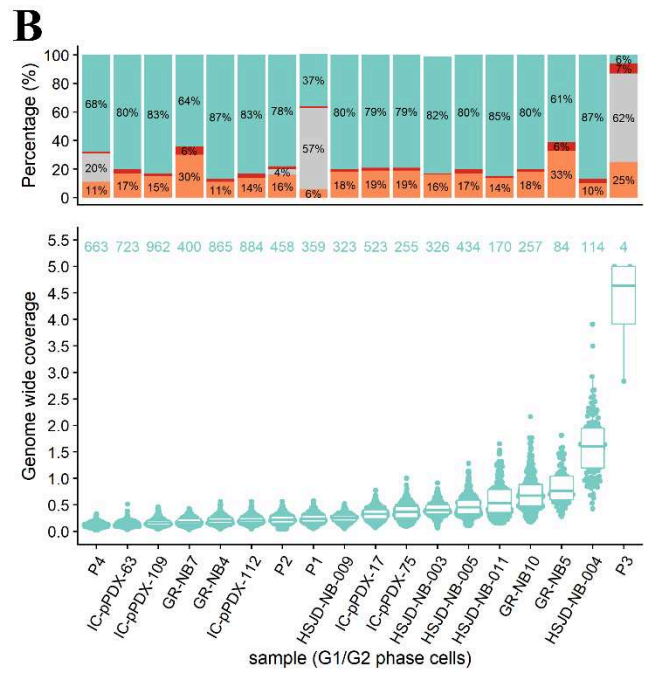 B
Percentage (%)
100
80
60
40
20
0
68% 80% 83% 64% 87% 83% 78% 37% 80% 79% 79% 82% 80% 85% 80% 61% 87% 6%
6% 6% 7%
20% 4% 57% 62%
11% 17% 15% 30% 11% 14% 16% 6% 18% 19% 19% 16% 17% 14% 18% 33% 10% 25%
Genome wide coverage
5.5
5.0
4.5
4.0
3.5
3.0
2.5
2.0
1.5
1.0
0.5
0.0
663 723 962 400 865 884 458 359 323 523 255 326 434 170 257 84 114 4
P4
IC-pPDX-63
IC-pPDX-109
GR-NB7
GR-NB4
IC-pPDX-112
P2
P1
HSJD-NB-009
IC-pPDX-17
IC-pPDX-75
HSJD-NB-003
HSJD-NB-005
HSJD-NB-011
GR-NB10
GR-NB5
HSJD-NB-004
P3
sample (G1/G2 phase cells)